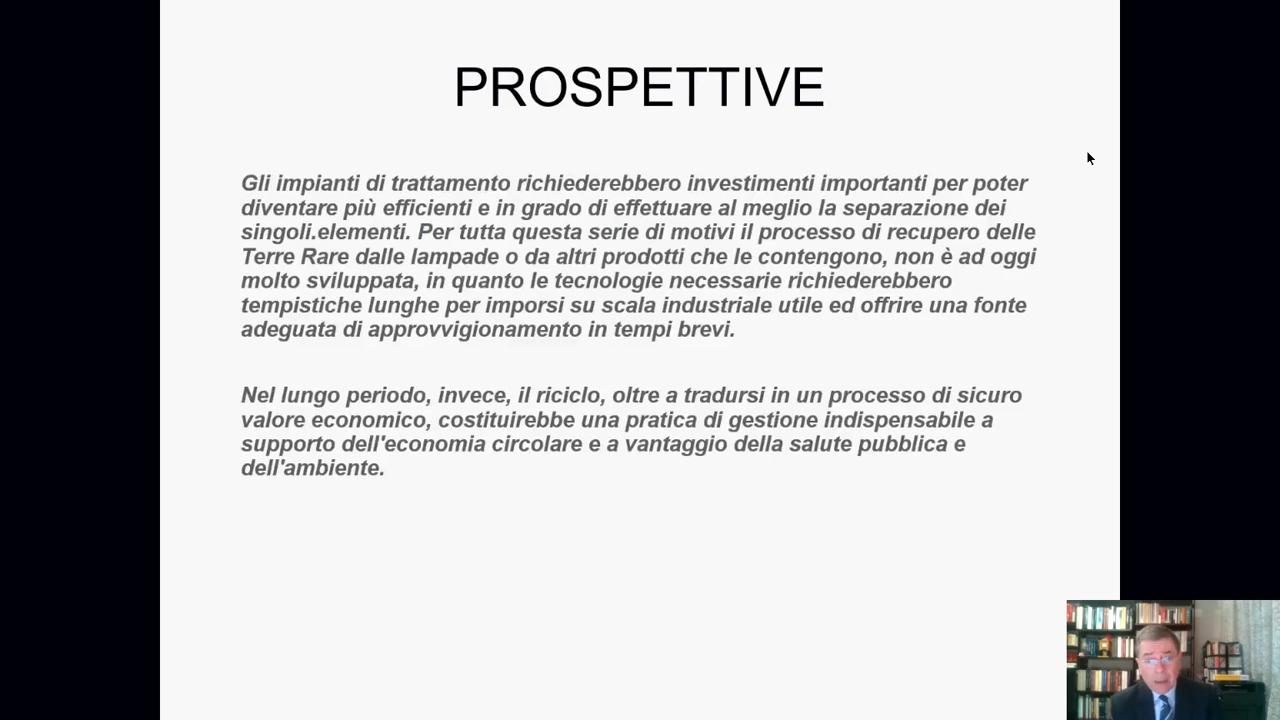 PROSPETTIVE
Gli impianti di trattamento richiederebbero investimenti importanti per poter
diventare più efficienti e in grado di effettuare al meglio la separazione dei
singoli.elementi. Per tutta questa serie di motivi il processo di recupero delle
Terre Rare dalle lampade o da altri prodotti che le contengono, non è ad oggi
molto sviluppata, in quanto le tecnologie necessarie richiederebbero
tempistiche lunghe per imporsi su scala industriale utile ed offrire una fonte
adeguata di approvvigionamento in tempi brevi.
Nel lungo periodo, invece, il riciclo, oltre a tradursi in un processo di sicuro
valore economico, costituirebbe una pratica di gestione indispensabile a
supporto dell'economia circolare e a vantaggio della salute pubblica e
dell'ambiente.